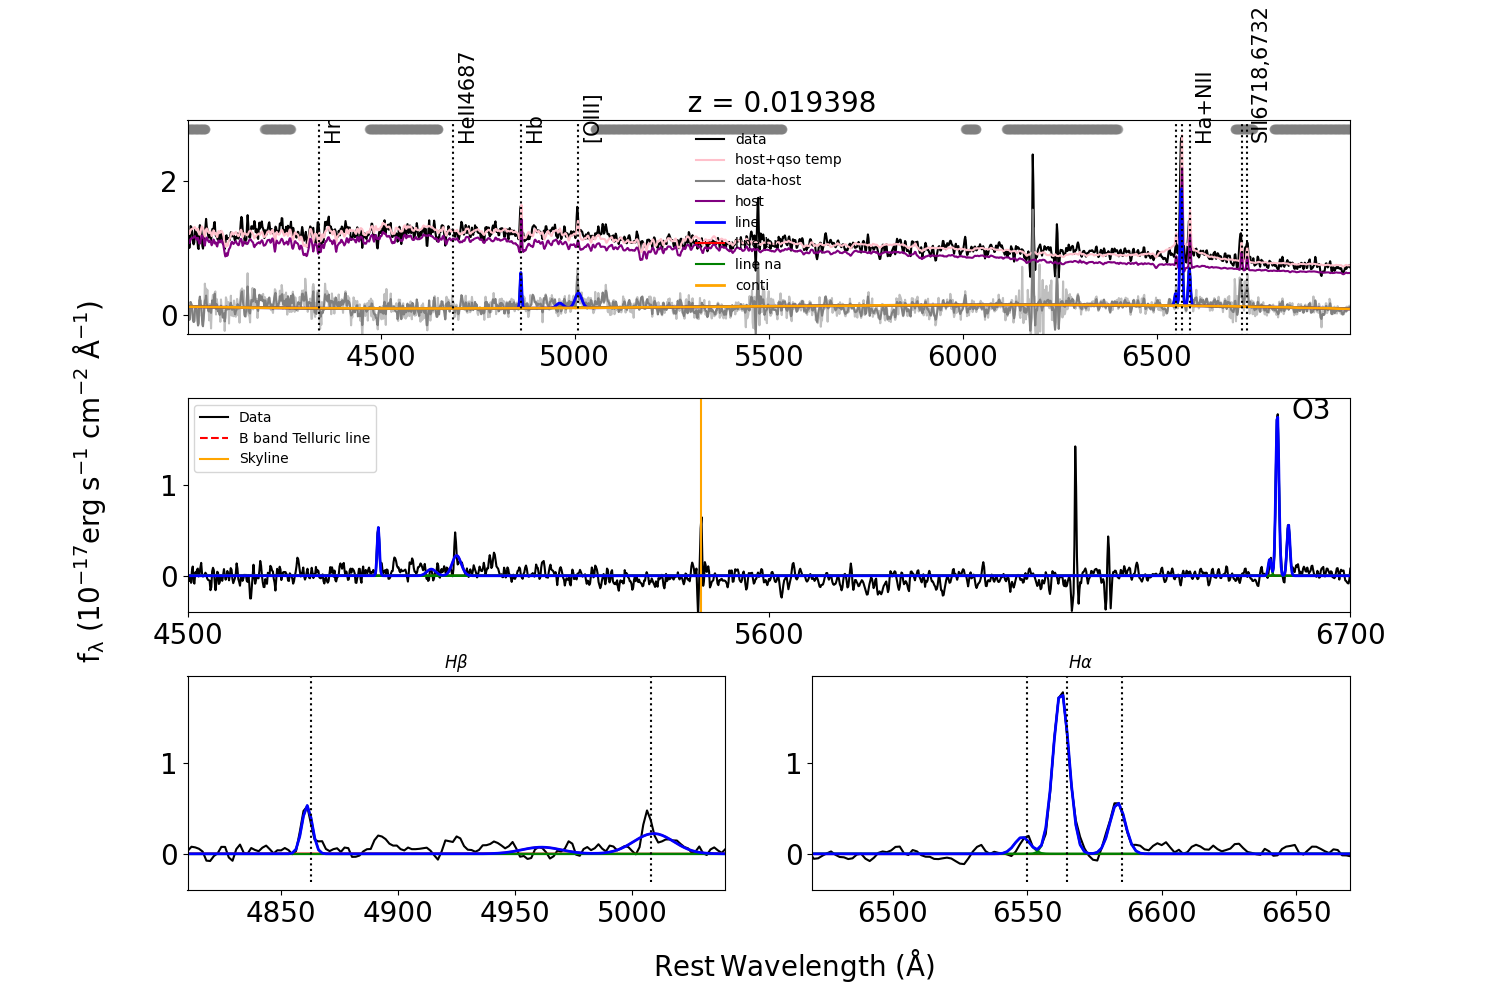 z = 0.019398
Hr
HeII4687
Hb
[OIII]
Ha+NII
SII6718,6732
data
host+qso temp
data-host
host
line
line na
conti
2
0
4500 5000 5500 6000 6500
fλ (10⁻¹⁷erg s⁻¹ cm⁻² Å⁻¹)
Data
B band Telluric line
Skyline
O3
1
0
4500 5600 6700
Hβ
1
0
4850 4900 4950 5000
Hα
1
0
6500 6550 6600 6650
Rest Wavelength (Å)